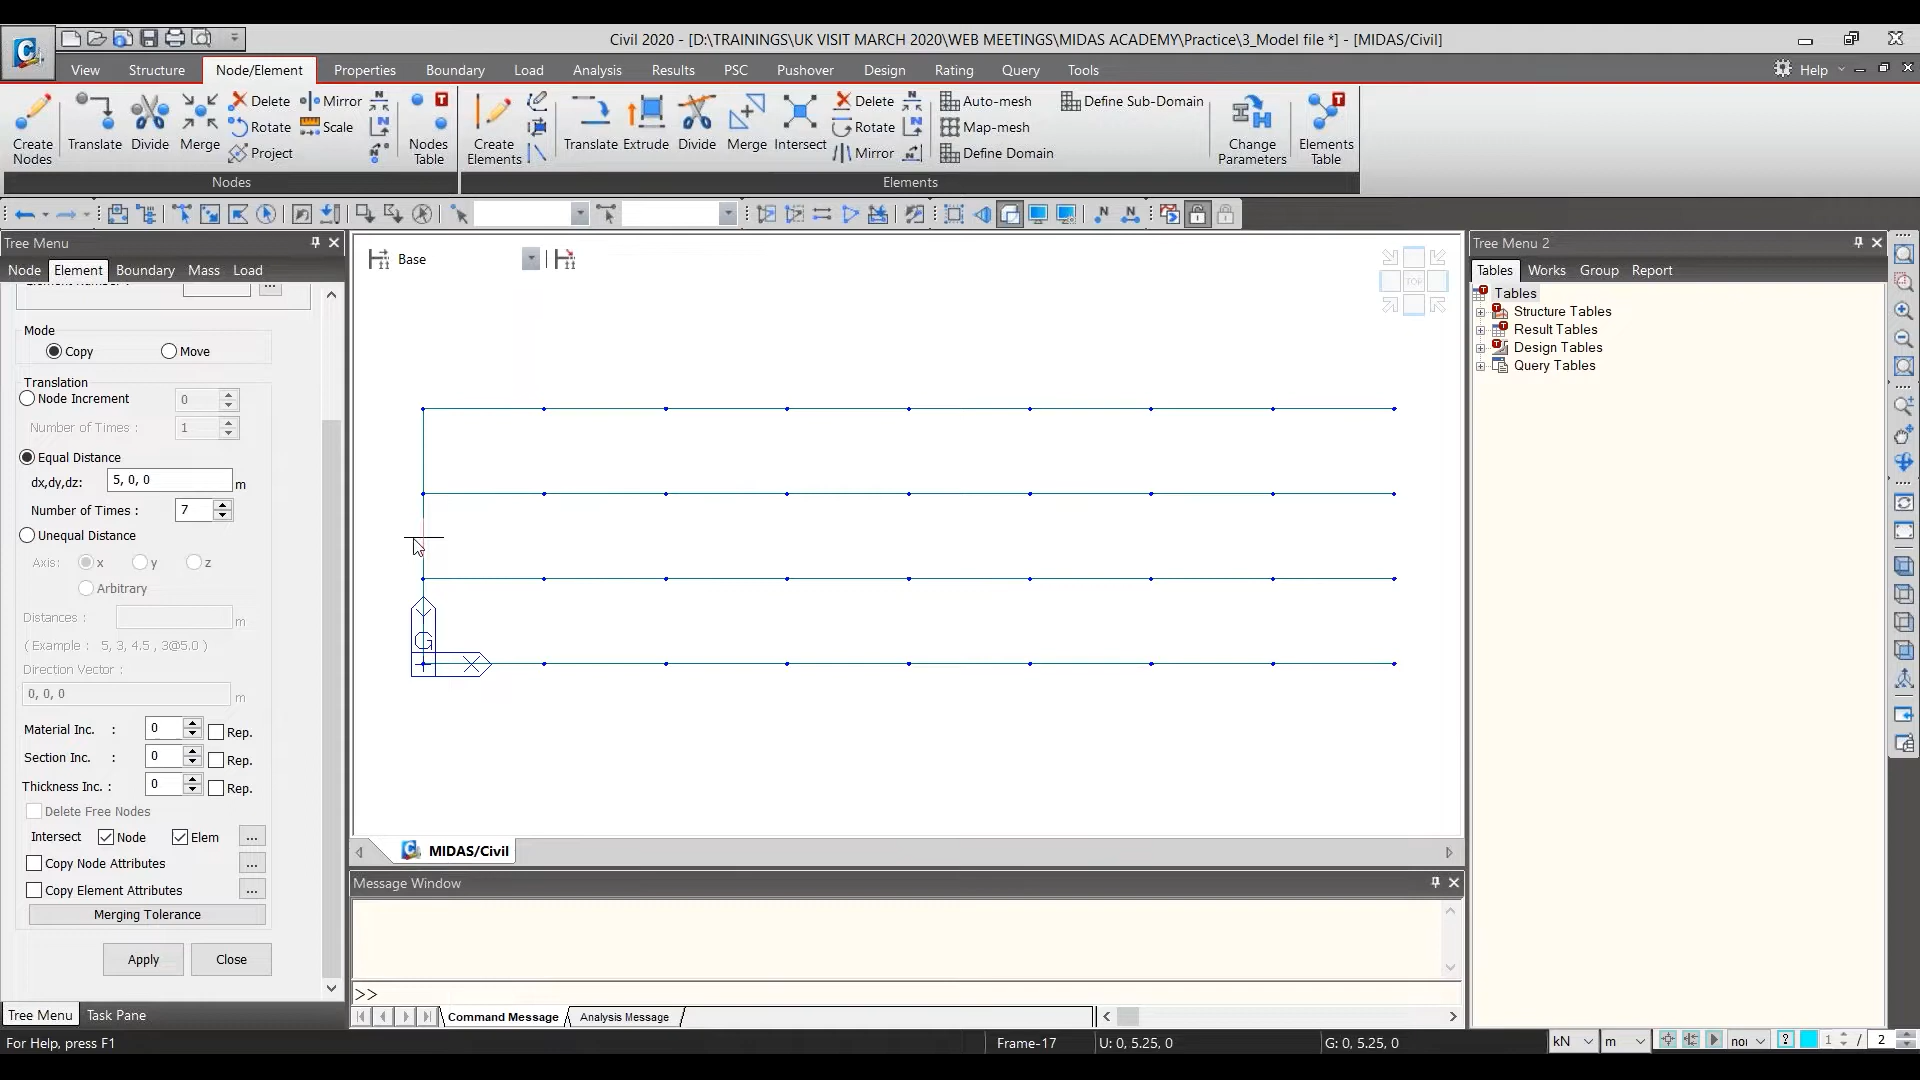 Civil 2020 - [D:\TRAININGS\UK VISIT MARCH 2020\WEB MEETINGS\MIDAS ACADEMY\Practice\3_Model file *] - [MIDAS/Civil]
View Structure Node/Element Properties Boundary Load Analysis Results PSC Pushover Design Rating Query Tools Help
Create Nodes
Translate
Divide
Merge
Delete
Rotate
Project
Mirror
Scale
Nodes Table
Create Elements
Translate
Extrude
Divide
Merge
Intersect
Delete
Rotate
Mirror
Auto-mesh
Map-mesh
Define Domain
Define Sub-Domain
Change Parameters
Elements Table
Nodes
Elements
Tree Menu
Node Element Boundary Mass Load
Mode
Copy Move
Translation
Node Increment 0
Number of Times : 1
Equal Distance
dx,dy,dz: 5, 0, 0 m
Number of Times : 7
Unequal Distance
Axis: x y z
Arbitrary
Distances : m
( Example : 5, 3, 4.5 , 3@5.0 )
Direction Vector :
0, 0, 0 m
Material Inc. : 0 Rep.
Section Inc. : 0 Rep.
Thickness Inc. : 0 Rep.
Delete Free Nodes
Intersect Node Elem ...
Copy Node Attributes ...
Copy Element Attributes ...
Merging Tolerance
Apply Close
Tree Menu Task Pane
Base
TOP
G
X
MIDAS/Civil
Message Window
>>
Command Message Analysis Message
Tree Menu 2
Tables Works Group Report
Tables
Structure Tables
Result Tables
Design Tables
Query Tables
For Help, press F1 Frame-17 U: 0, 5.25, 0 G: 0, 5.25, 0 kN m 1 / 2